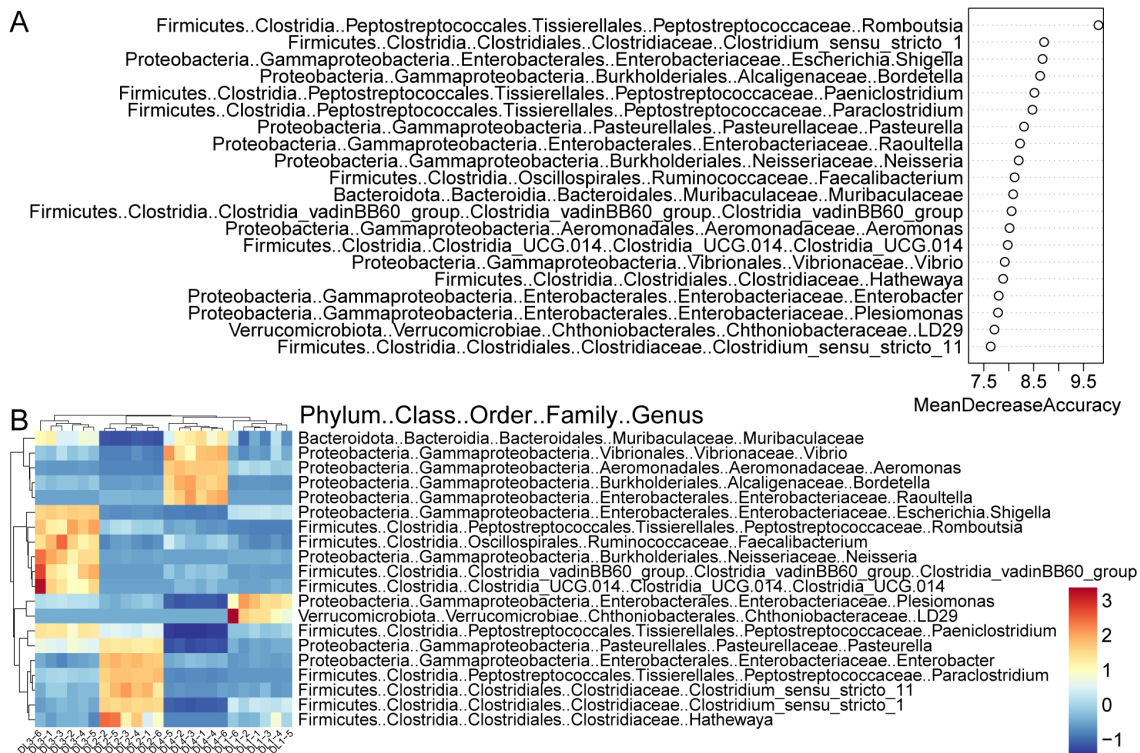 A
Firmicutes..Clostridia..Peptostreptococcales.Tissierellales..Peptostreptococcaceae..Romboutsia
Firmicutes..Clostridia..Clostridiales..Clostridiaceae..Clostridium_sensu_stricto_1
Proteobacteria..Gammaproteobacteria..Enterobacterales..Enterobacteriaceae..Escherichia.Shigella
Proteobacteria..Gammaproteobacteria..Burkholderiales..Alcaligenaceae..Bordetella
Firmicutes..Clostridia..Peptostreptococcales.Tissierellales..Peptostreptococcaceae..Paeniclostridium
Firmicutes..Clostridia..Peptostreptococcales.Tissierellales..Peptostreptococcaceae..Paraclostridium
Proteobacteria..Gammaproteobacteria..Pasteurellales..Pasteurellaceae..Pasteurella
Proteobacteria..Gammaproteobacteria..Enterobacterales..Enterobacteriaceae..Raoultella
Proteobacteria..Gammaproteobacteria..Burkholderiales..Neisseriaceae..Neisseria
Firmicutes..Clostridia..Oscillospirales..Ruminococcaceae..Faecalibacterium
Bacteroidota..Bacteroidia..Bacteroidales..Muribaculaceae..Muribaculaceae
Firmicutes..Clostridia..Clostridia_vadinBB60_group..Clostridia_vadinBB60_group..Clostridia_vadinBB60_group
Proteobacteria..Gammaproteobacteria..Aeromonadales..Aeromonadaceae..Aeromonas
Firmicutes..Clostridia..Clostridia_UCG.014..Clostridia_UCG.014..Clostridia_UCG.014
Proteobacteria..Gammaproteobacteria..Vibrionales..Vibrionaceae..Vibrio
Firmicutes..Clostridia..Clostridiales..Clostridiaceae..Hathewaya
Proteobacteria..Gammaproteobacteria..Enterobacterales..Enterobacteriaceae..Enterobacter
Proteobacteria..Gammaproteobacteria..Enterobacterales..Enterobacteriaceae..Plesiomonas
Verrucomicrobiota..Verrucomicrobiae..Chthoniobacterales..Chthoniobacteraceae..LD29
Firmicutes..Clostridia..Clostridiales..Clostridiaceae..Clostridium_sensu_stricto_11
7.5 8.5 9.5
MeanDecreaseAccuracy
B
Phylum..Class..Order..Family..Genus
Bacteroidota..Bacteroidia..Bacteroidales..Muribaculaceae..Muribaculaceae
Proteobacteria..Gammaproteobacteria..Vibrionales..Vibrionaceae..Vibrio
Proteobacteria..Gammaproteobacteria..Aeromonadales..Aeromonadaceae..Aeromonas
Proteobacteria..Gammaproteobacteria..Burkholderiales..Alcaligenaceae..Bordetella
Proteobacteria..Gammaproteobacteria..Enterobacterales..Enterobacteriaceae..Raoultella
Proteobacteria..Gammaproteobacteria..Enterobacterales..Enterobacteriaceae..Escherichia.Shigella
Firmicutes..Clostridia..Peptostreptococcales.Tissierellales..Peptostreptococcaceae..Romboutsia
Firmicutes..Clostridia..Oscillospirales..Ruminococcaceae..Faecalibacterium
Proteobacteria..Gammaproteobacteria..Burkholderiales..Neisseriaceae..Neisseria
Firmicutes..Clostridia..Clostridia_vadinBB60_group..Clostridia_vadinBB60_group..Clostridia_vadinBB60_group
Firmicutes..Clostridia..Clostridia_UCG.014..Clostridia_UCG.014..Clostridia_UCG.014
Proteobacteria..Gammaproteobacteria..Enterobacterales..Enterobacteriaceae..Plesiomonas
Verrucomicrobiota..Verrucomicrobiae..Chthoniobacterales..Chthoniobacteraceae..LD29
Firmicutes..Clostridia..Peptostreptococcales.Tissierellales..Peptostreptococcaceae..Paeniclostridium
Proteobacteria..Gammaproteobacteria..Pasteurellales..Pasteurellaceae..Pasteurella
Proteobacteria..Gammaproteobacteria..Enterobacterales..Enterobacteriaceae..Enterobacter
Firmicutes..Clostridia..Peptostreptococcales.Tissierellales..Peptostreptococcaceae..Paraclostridium
Firmicutes..Clostridia..Clostridiales..Clostridiaceae..Clostridium_sensu_stricto_11
Firmicutes..Clostridia..Clostridiales..Clostridiaceae..Clostridium_sensu_stricto_1
Firmicutes..Clostridia..Clostridiales..Clostridiaceae..Hathewaya
3
2
1
0
−1